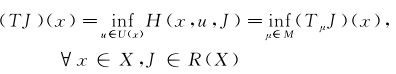 (TJ)(x)=inf_{u∈U(x)} H(x,u,J)=inf_{μ∈M} (T_μ J)(x),
∀ x ∈ X, J ∈ R(X)